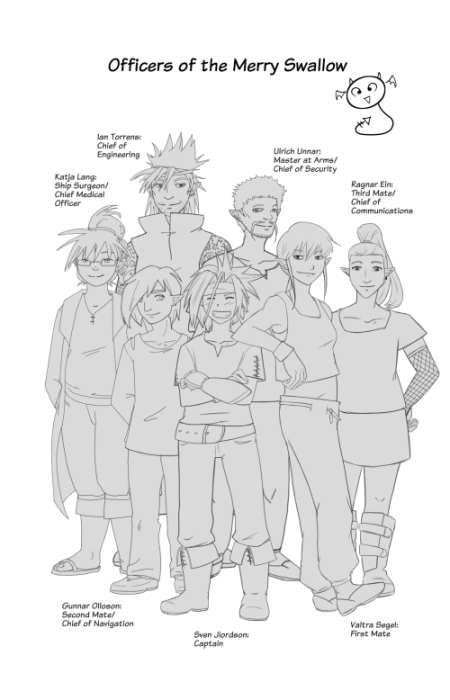 Officers of the Merry Swallow
Ian Torrens:
Chief of
Engineering
Ulrich Unnar:
Master at Arms/
Chief of Security
Katja Lang:
Ship Surgeon/
Chief Medical
Officer
Ragnar Ein:
Third Mate/
Chief of
Communications
Gunnar Olloson:
Second Mate/
Chief of Navigation
Sven Jiordson:
Captain
Valtra Segel:
First Mate